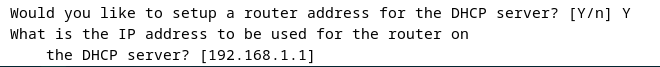 Would you like to setup a router address for the DHCP server? [Y/n] Y
What is the IP address to be used for the router on
the DHCP server? [192.168.1.1]